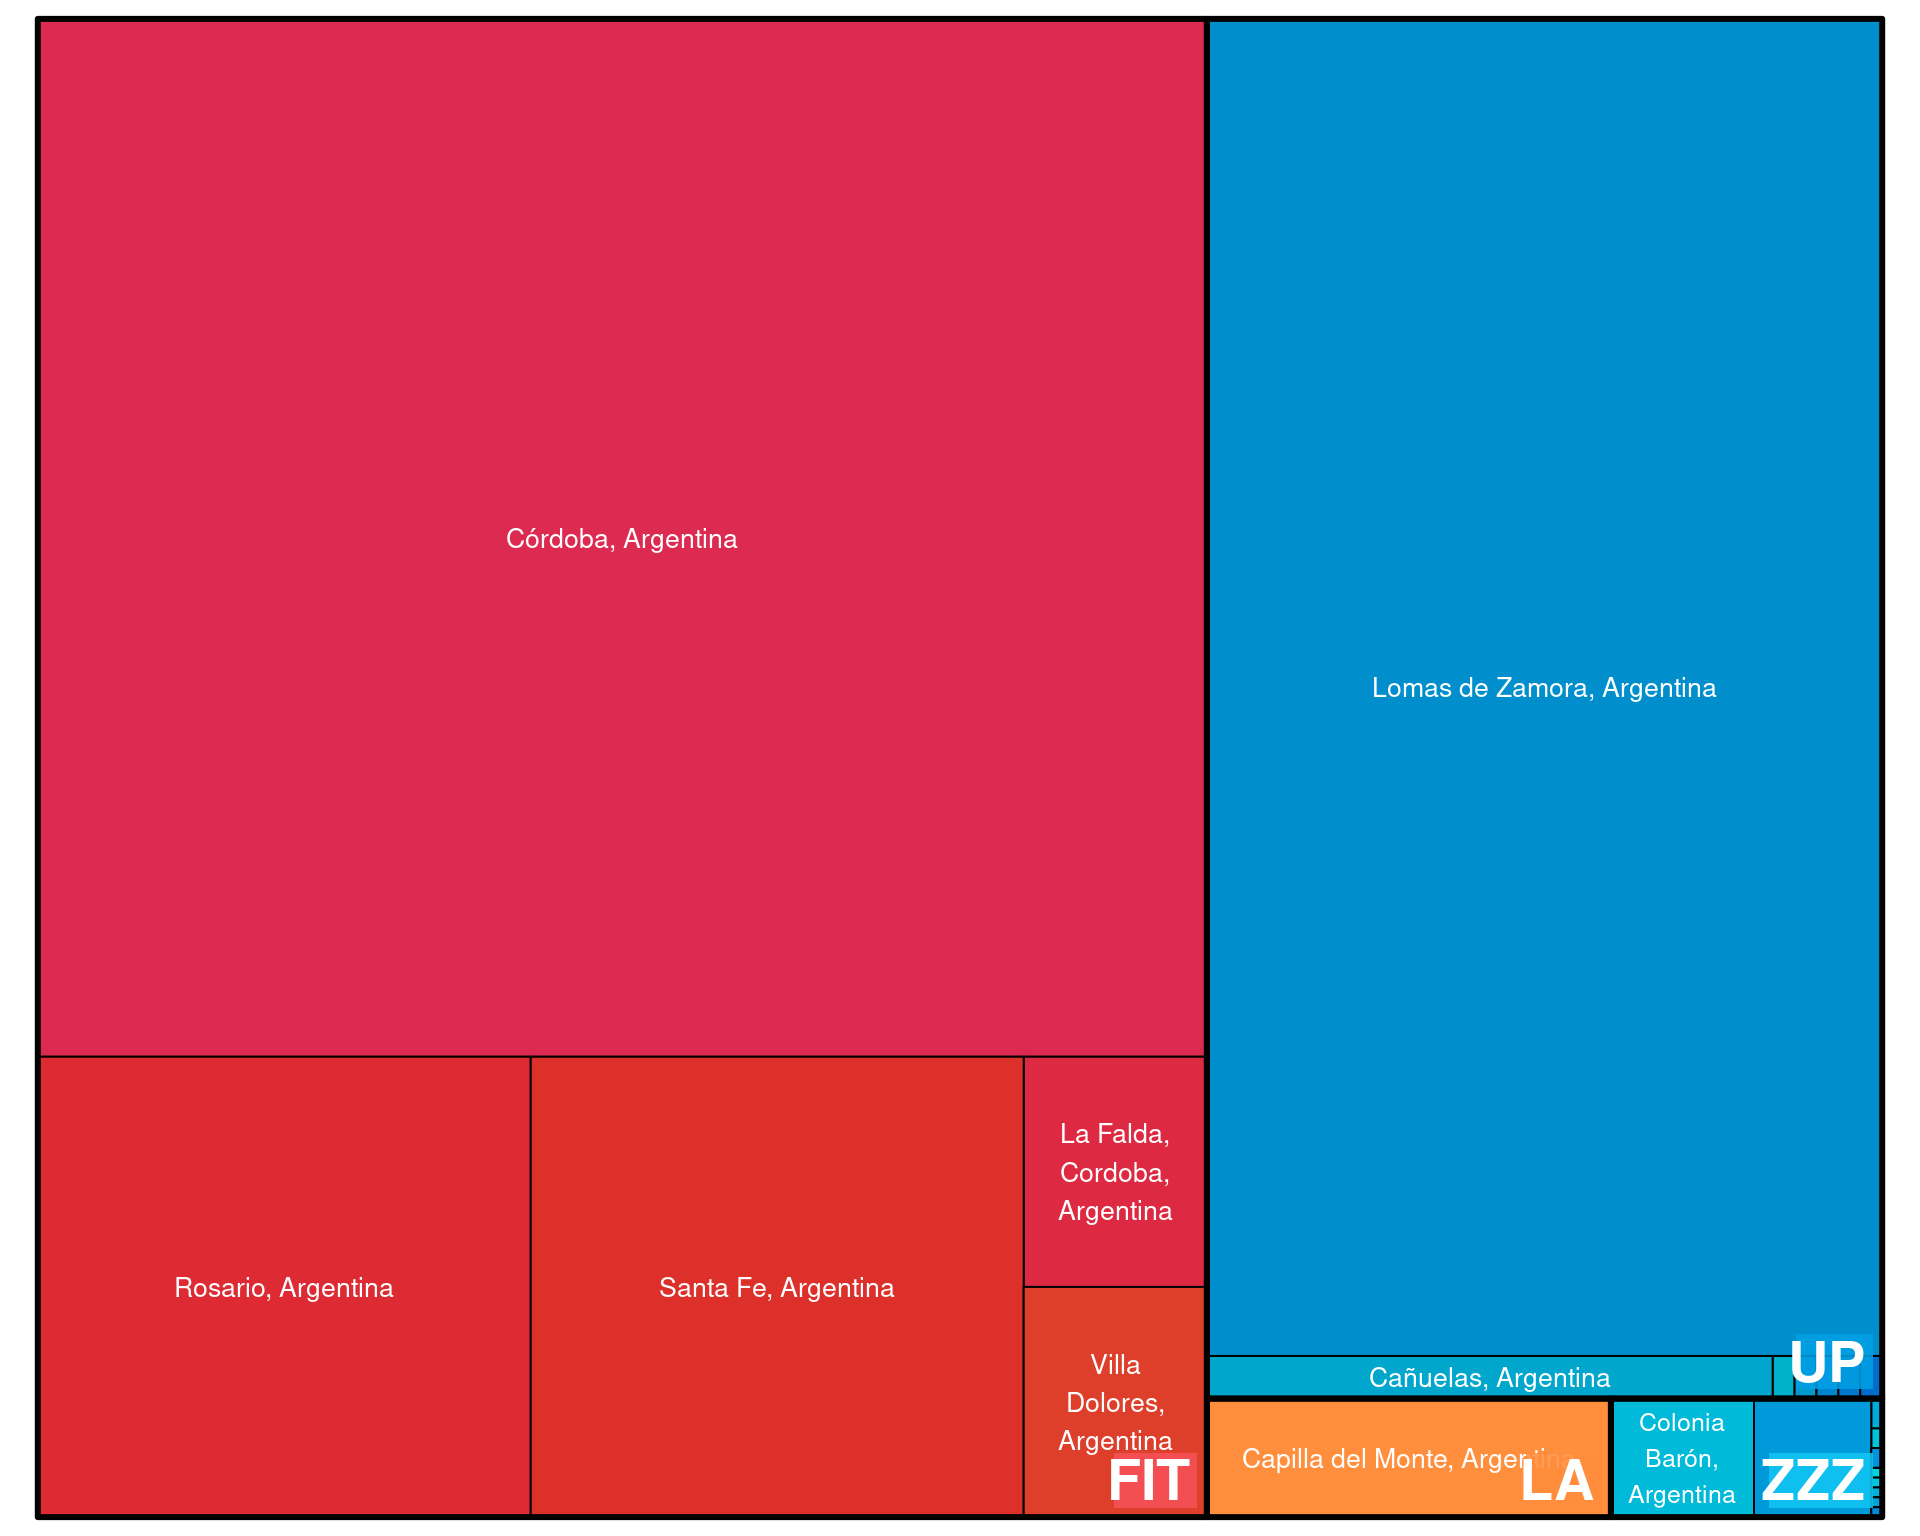 Córdoba, Argentina
Lomas de Zamora, Argentina
Rosario, Argentina
Santa Fe, Argentina
La Falda,
Cordoba,
Argentina
Villa
Dolores,
Argentina
FIT
UP
Cañuelas, Argentina
Capilla del Monte, Argentina
LA
Colonia
Barón,
Argentina
ZZZ